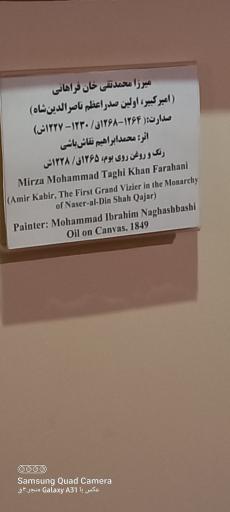 میرزا محمدتقی خان فراهانی
(امیرکبیر، اولین صدراعظم ناصرالدین‌شاه)
صدارت: (۱۲۶۴-۱۲۶۸ق/ ۱۲۳۰-۱۲۲۷ش)
اثر: محمدابراهیم نقاش‌باشی
رنگ و روغن روی بوم، ۱۲۶۵ق/ ۱۲۲۸ش
Mirza Mohammad Taghi Khan Farahani
(Amir Kabir, The First Grand Vizier in the Monarchy
of Naser-al-Din Shah Qajar)
Painter: Mohammad Ibrahim Naghashbashi
Oil on Canvas, 1849
Samsung Quad Camera
عکس با Galaxy A31